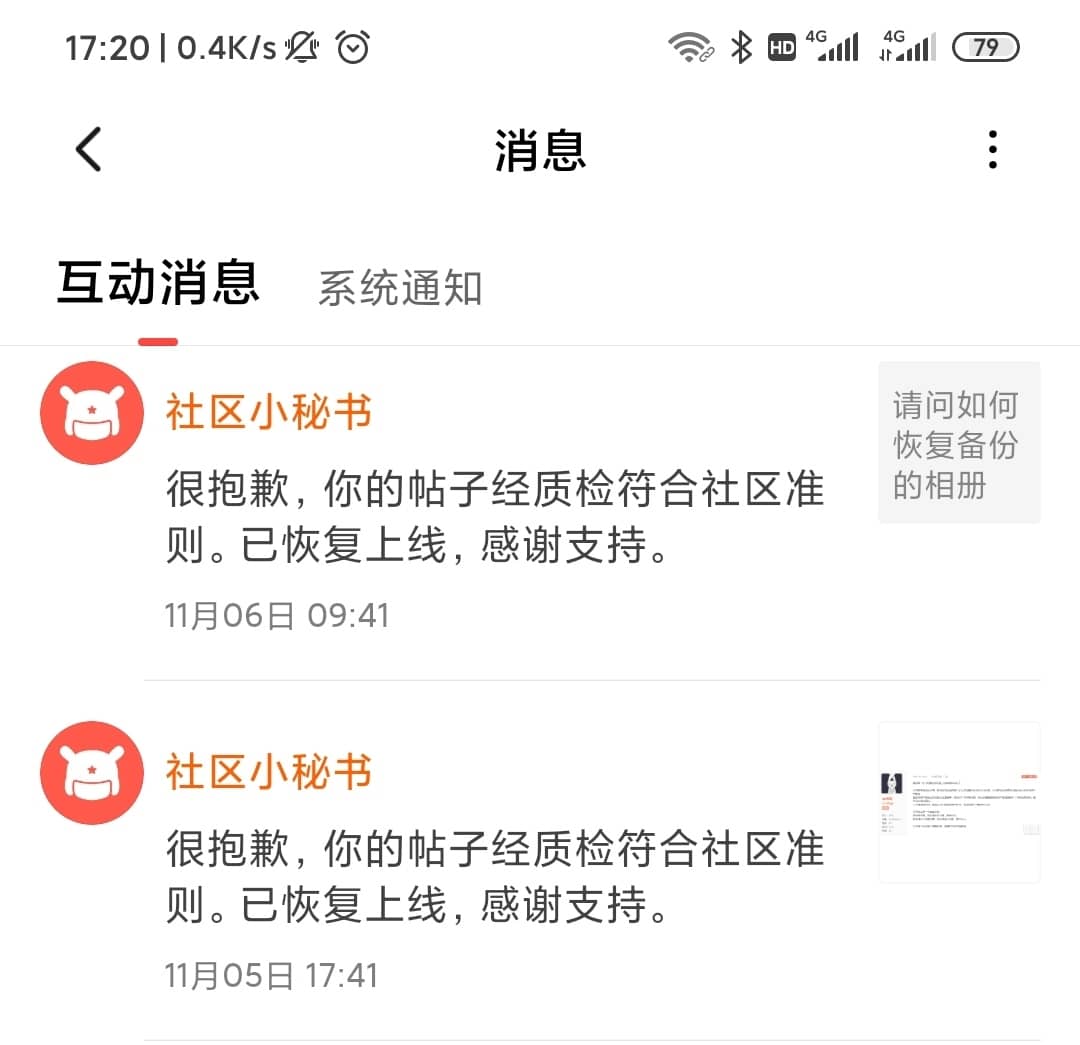 17:20 | 0.4K/s
HD 4G 4G 79
消息
互动消息 系统通知
社区小秘书
很抱歉，你的帖子经质检符合社区准
则。已恢复上线，感谢支持。
11月06日 09:41
请问如何
恢复备份
的相册
社区小秘书
很抱歉，你的帖子经质检符合社区准
则。已恢复上线，感谢支持。
11月05日 17:41